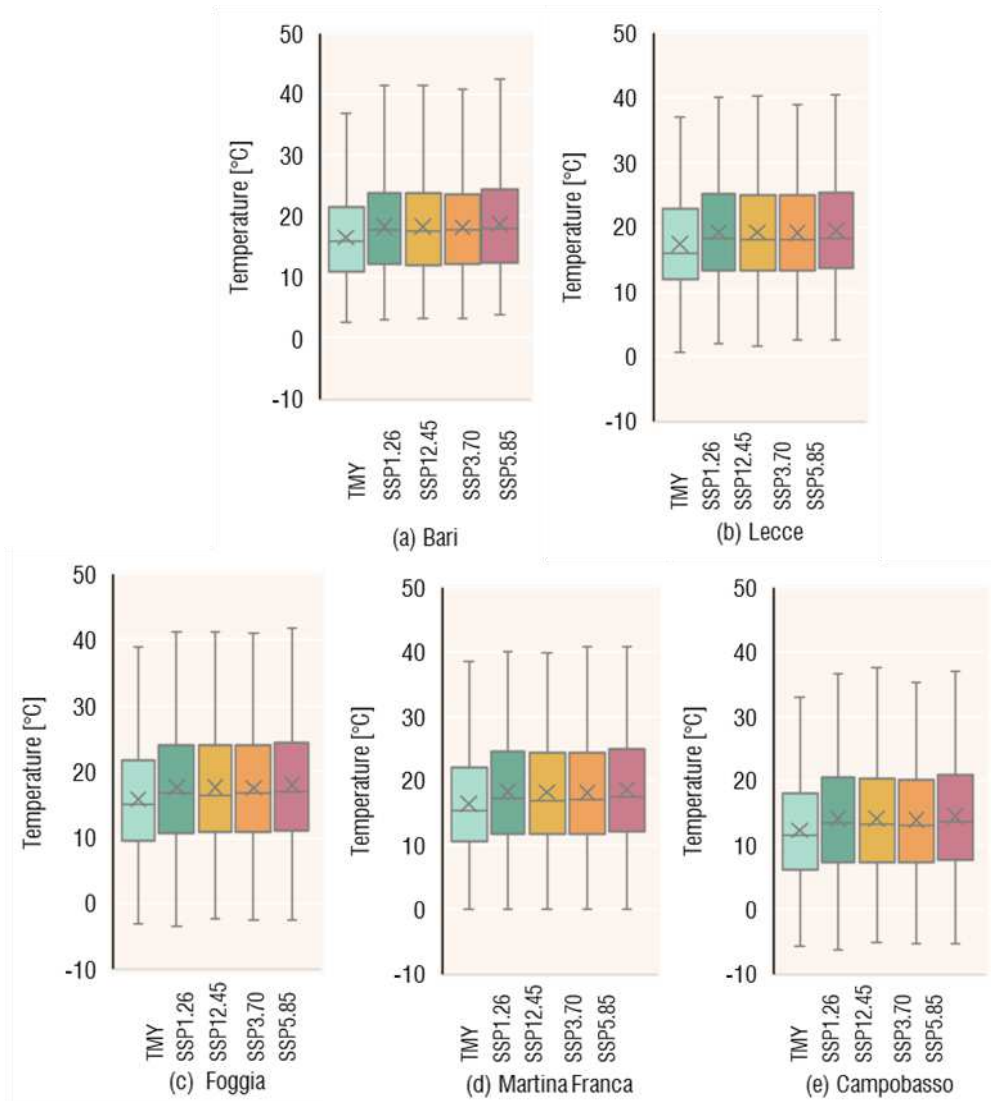 50
40
30
20
10
0
-10
Temperature [°C]
TMY
SSP1.26
SSP12.45
SSP3.70
SSP5.85
(a) Bari
50
40
30
20
10
0
-10
Temperature [°C]
TMY
SSP1.26
SSP12.45
SSP3.70
SSP5.85
(b) Lecce
50
40
30
20
10
0
-10
Temperature [°C]
TMY
SSP1.26
SSP12.45
SSP3.70
SSP5.85
(c) Foggia
50
40
30
20
10
0
-10
Temperature [°C]
TMY
SSP1.26
SSP12.45
SSP3.70
SSP5.85
(d) Martina Franca
50
40
30
20
10
0
-10
Temperature [°C]
TMY
SSP1.26
SSP12.45
SSP3.70
SSP5.85
(e) Campobasso